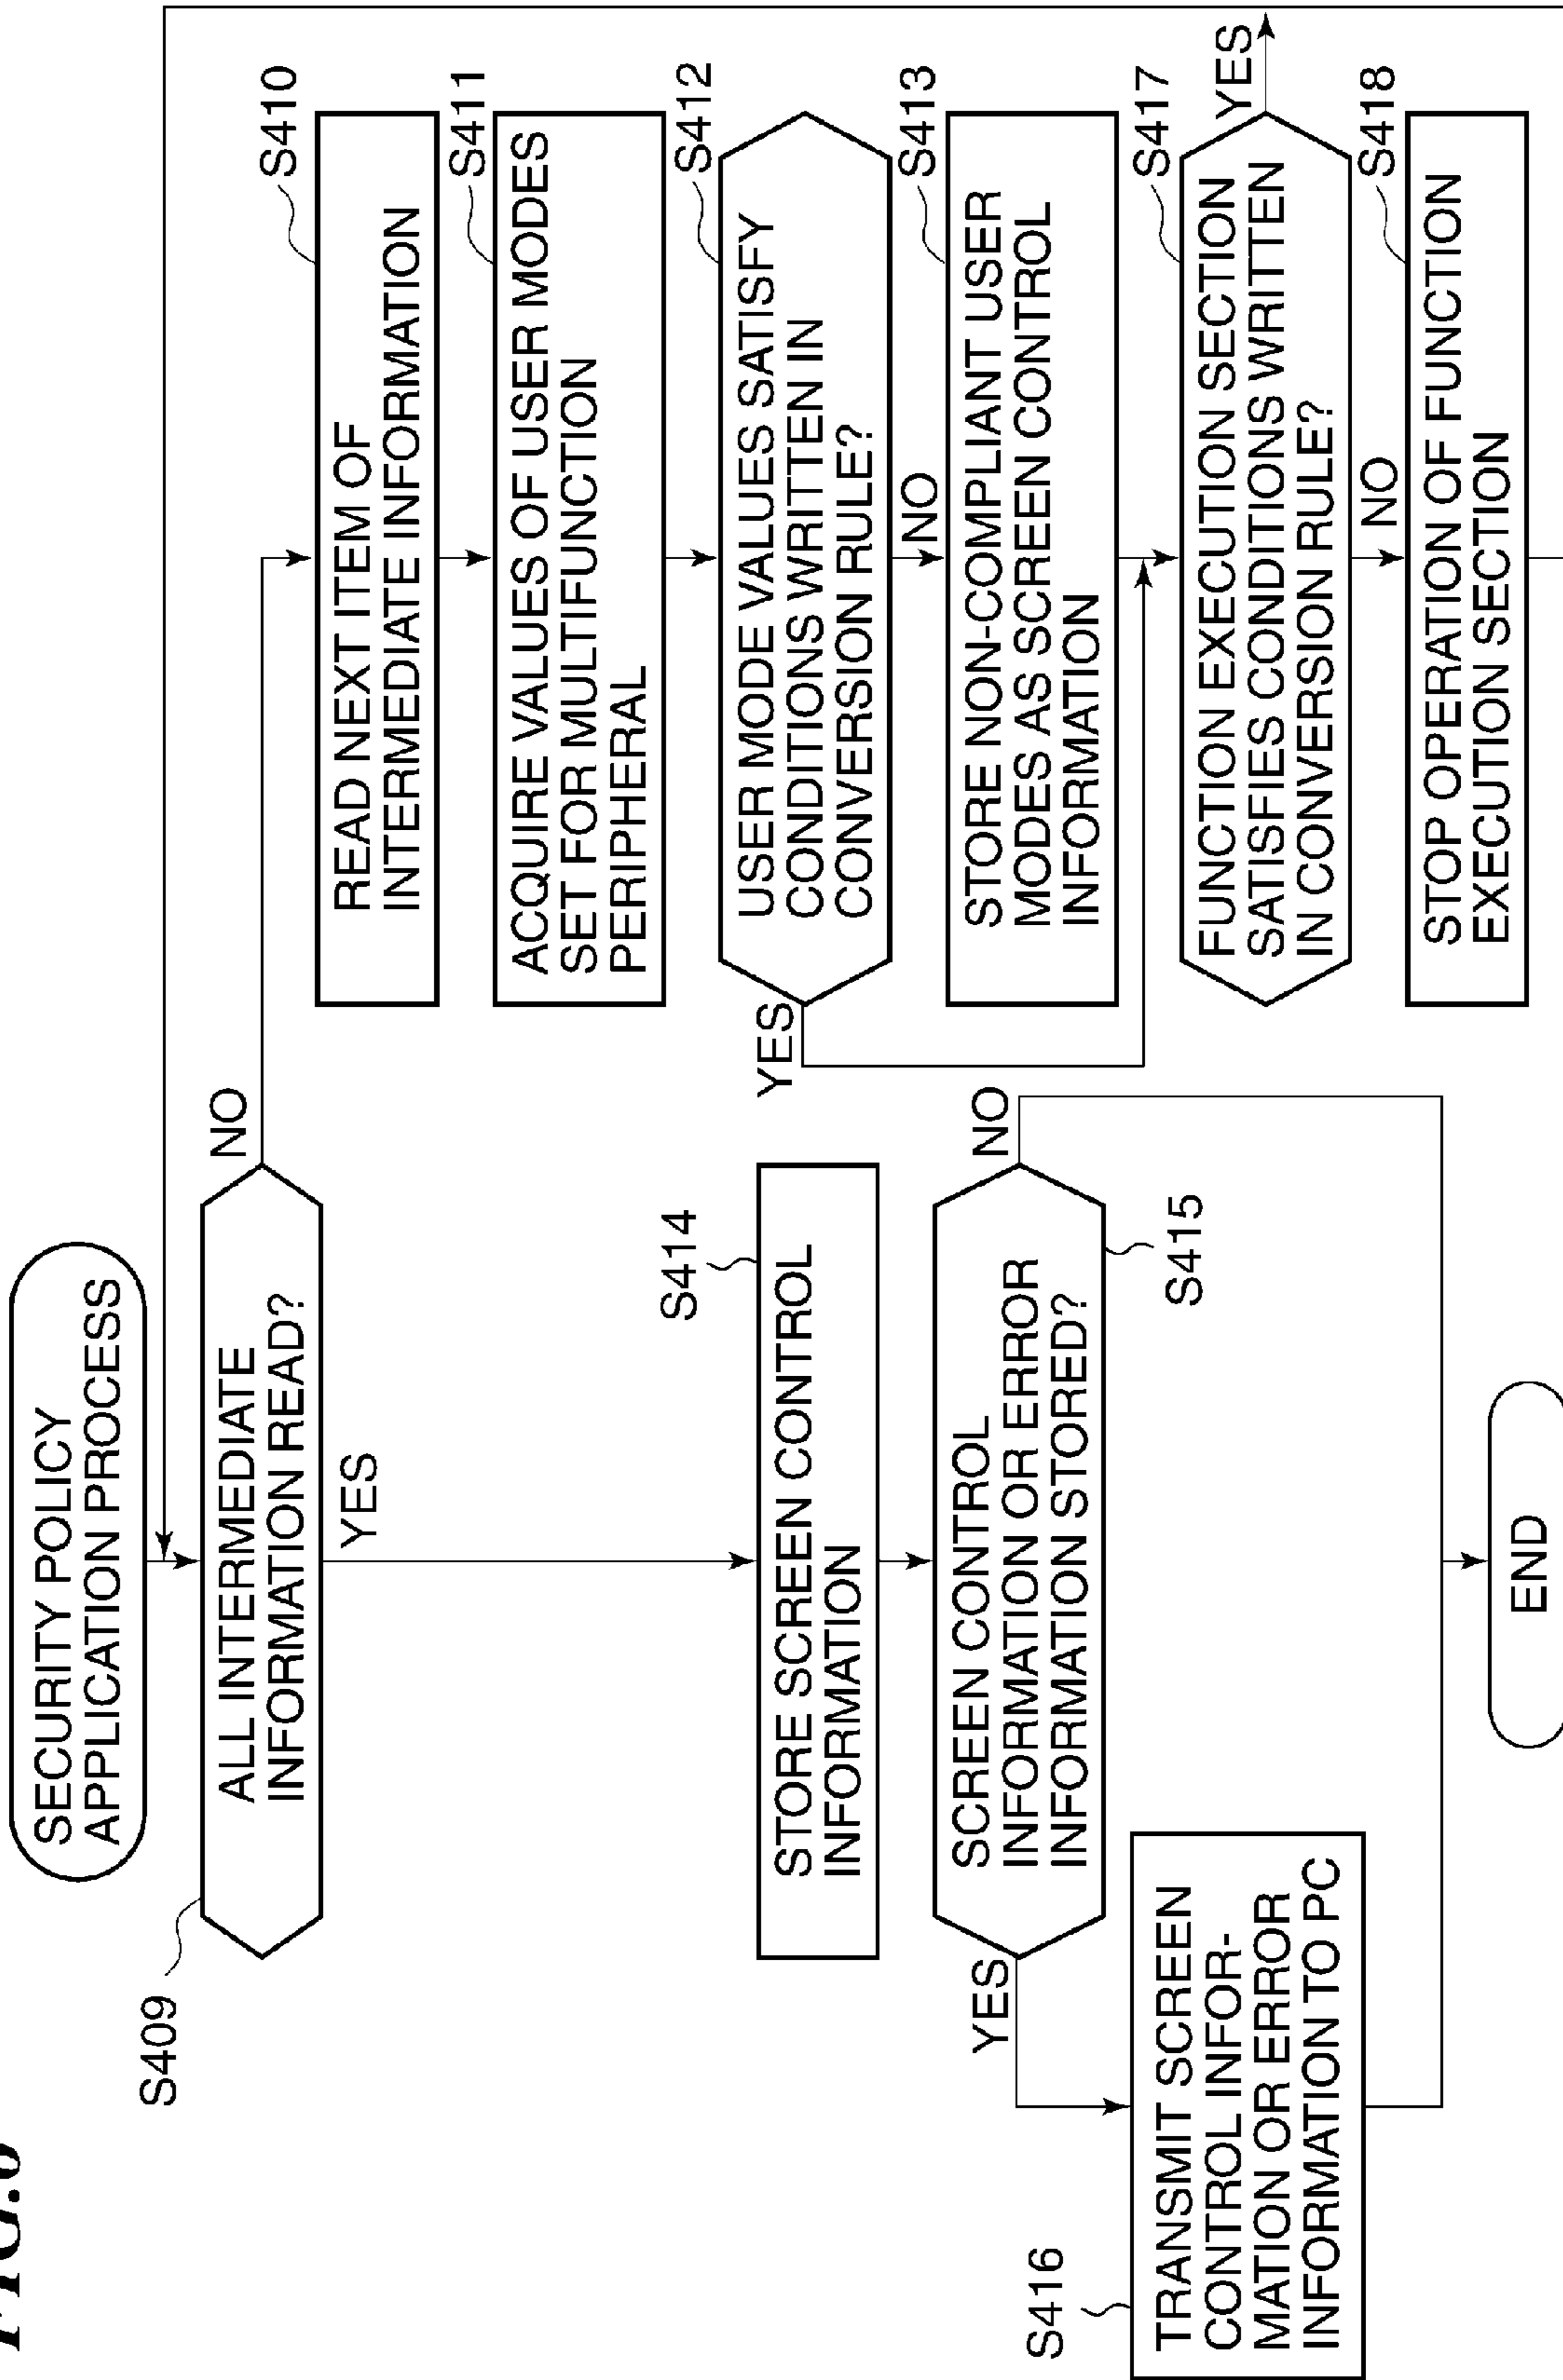 SECURITY POLICY
APPLICATION PROCESS
S409
ALL INTERMEDIATE
INFORMATION READ?
NO
YES
S410
READ NEXT ITEM OF
INTERMEDIATE INFORMATION
S411
ACQUIRE VALUES OF USER MODES
SET FOR MULTIFUNCTION
PERIPHERAL
S412
USER MODE VALUES SATISFY
CONDITIONS WRITTEN IN
CONVERSION RULE?
YES
NO
S413
STORE NON-COMPLIANT USER
MODES AS SCREEN CONTROL
INFORMATION
S417
FUNCTION EXECUTION SECTION
SATISFIES CONDITIONS WRITTEN
IN CONVERSION RULE?
YES
NO
S418
STOP OPERATION OF FUNCTION
EXECUTION SECTION
S414
STORE SCREEN CONTROL
INFORMATION
S415
SCREEN CONTROL
INFORMATION OR ERROR
INFORMATION STORED?
NO
YES
S416
TRANSMIT SCREEN
CONTROL INFOR-
MATION OR ERROR
INFORMATION TO PC
END